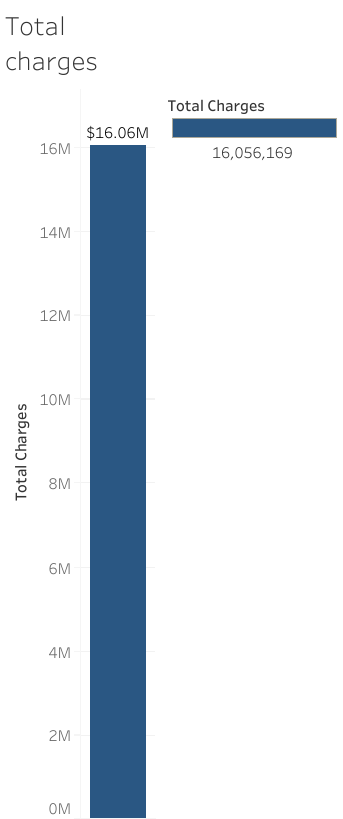 Total
charges
Total Charges
16,056,169
$16.06M
16M
14M
12M
10M
8M
6M
4M
2M
0M
Total Charges